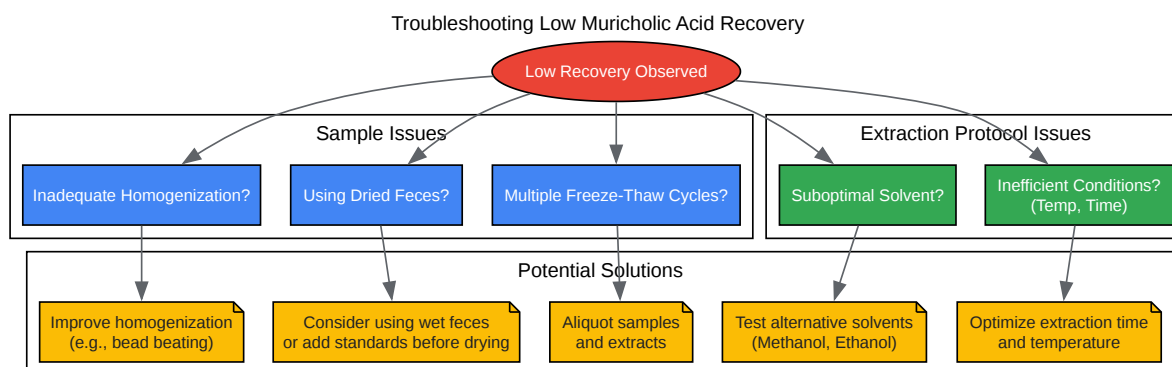 Troubleshooting Low Muricholic Acid Recovery
Low Recovery Observed
Sample Issues
Extraction Protocol Issues
Inadequate Homogenization?
Using Dried Feces?
Multiple Freeze-Thaw Cycles?
Suboptimal Solvent?
Inefficient Conditions?
(Temp, Time)
Potential Solutions
Improve homogenization
(e.g., bead beating)
Consider using wet feces
or add standards before drying
Aliquot samples
and extracts
Test alternative solvents
(Methanol, Ethanol)
Optimize extraction time
and temperature